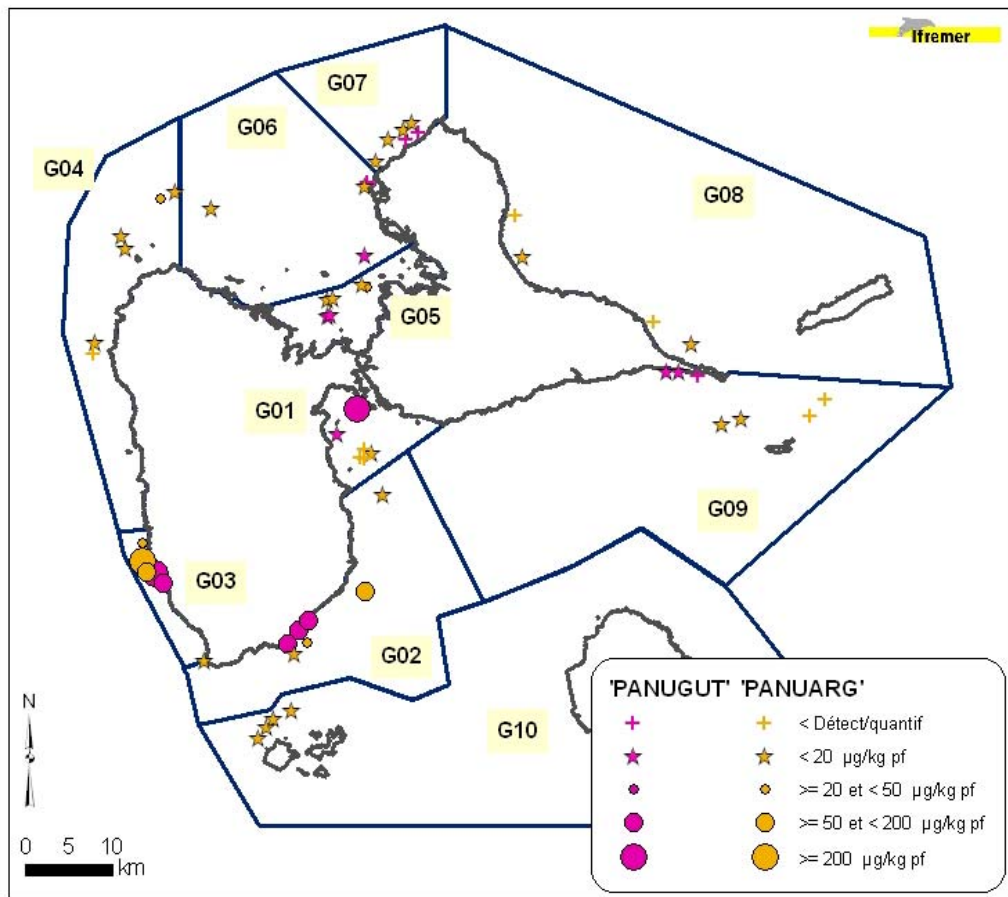 Ifremer
G07
G06
G04
G08
G05
G01
G09
G03
G02
G10
N
0 5 10
km
'PANUGUT' 'PANUARG'
< Détect/quantif
< 20 µg/kg pf
>= 20 et < 50 µg/kg pf
>= 50 et < 200 µg/kg pf
>= 200 µg/kg pf